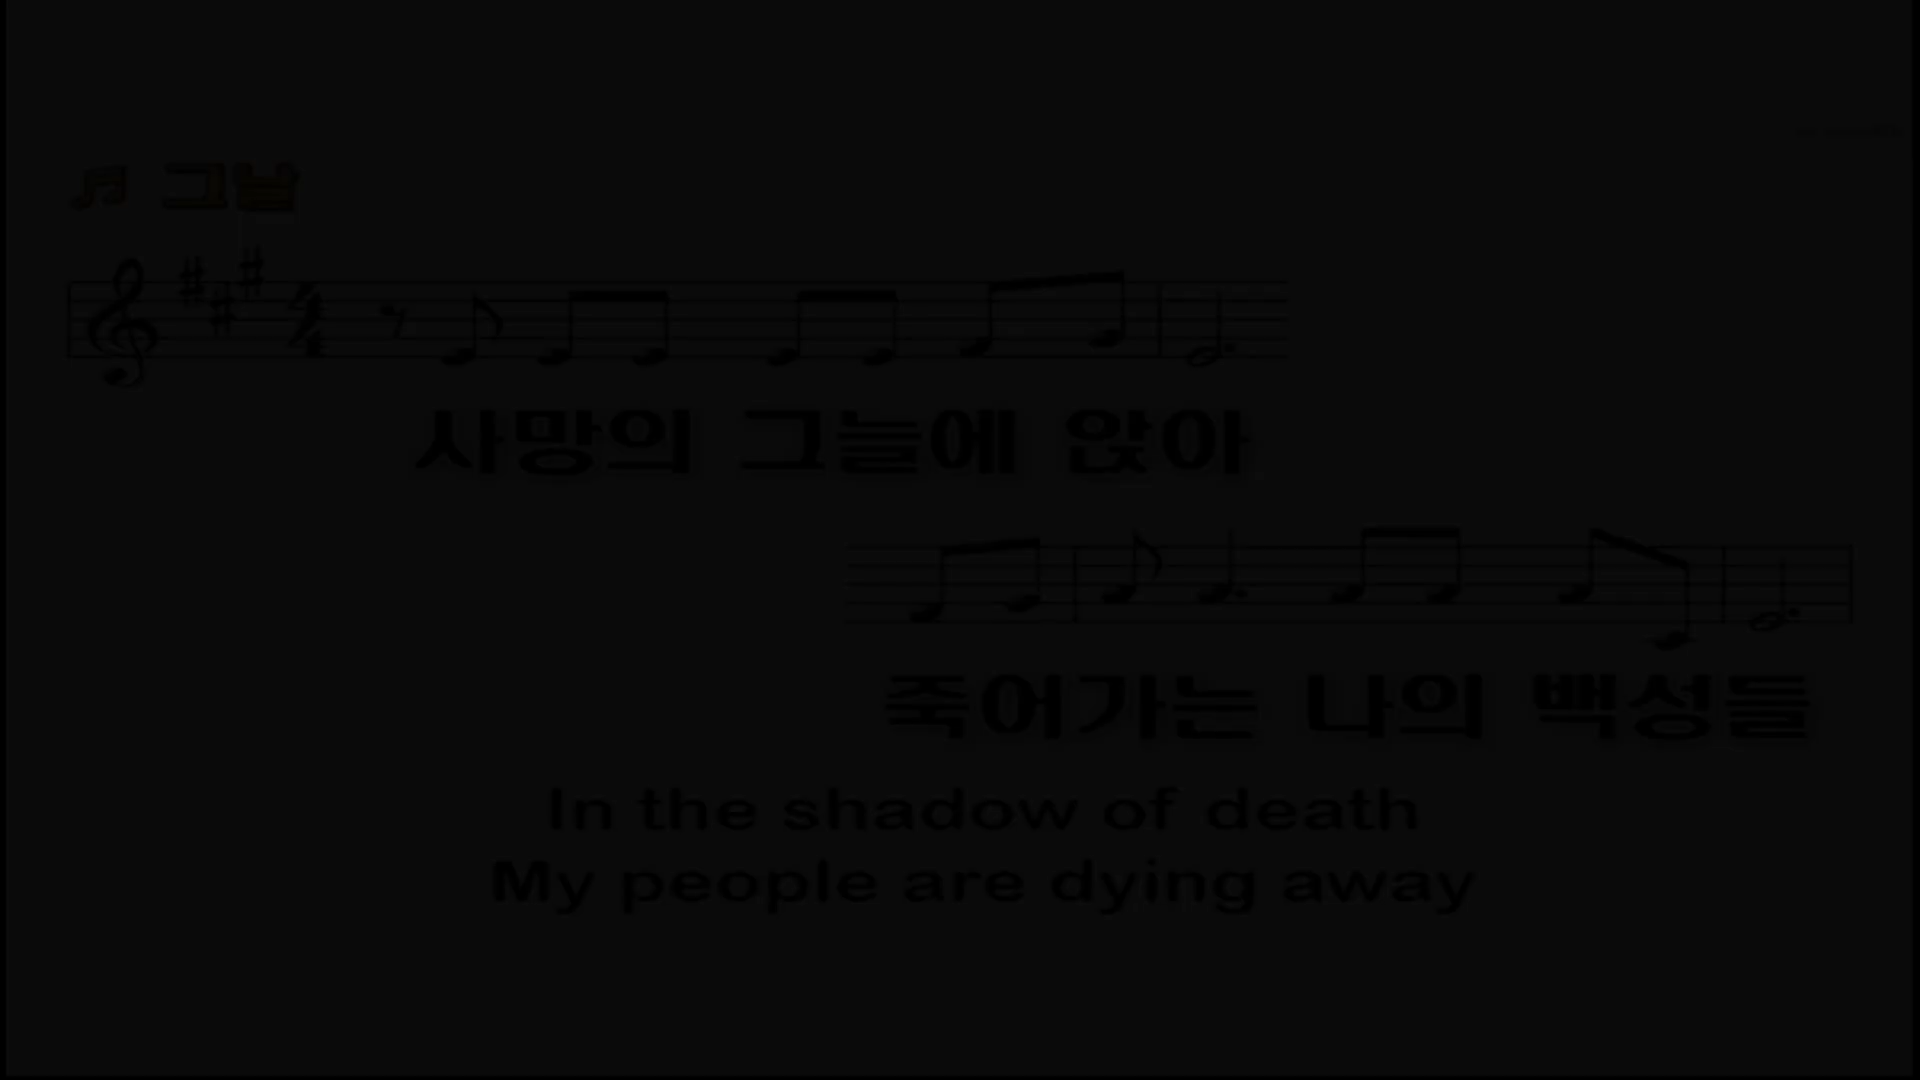 ♬ 그날
사망의 그늘에 앉아
죽어가는 나의 백성들
In the shadow of death
My people are dying away